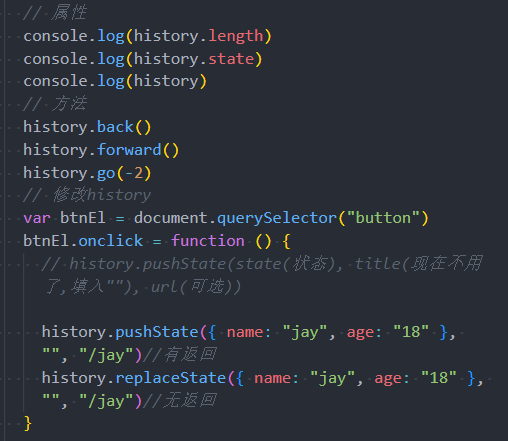 // 属性
console.log(history.length)
console.log(history.state)
console.log(history)
// 方法
history.back()
history.forward()
history.go(-2)
// 修改history
var btnEl = document.querySelector("button")
btnEl.onclick = function () {
// history.pushState(state(状态), title(现在不用
了,填入""), url(可选))
history.pushState({ name: "jay", age: "18" },
"", "/jay")//有返回
history.replaceState({ name: "jay", age: "18" },
"", "/jay")//无返回
}